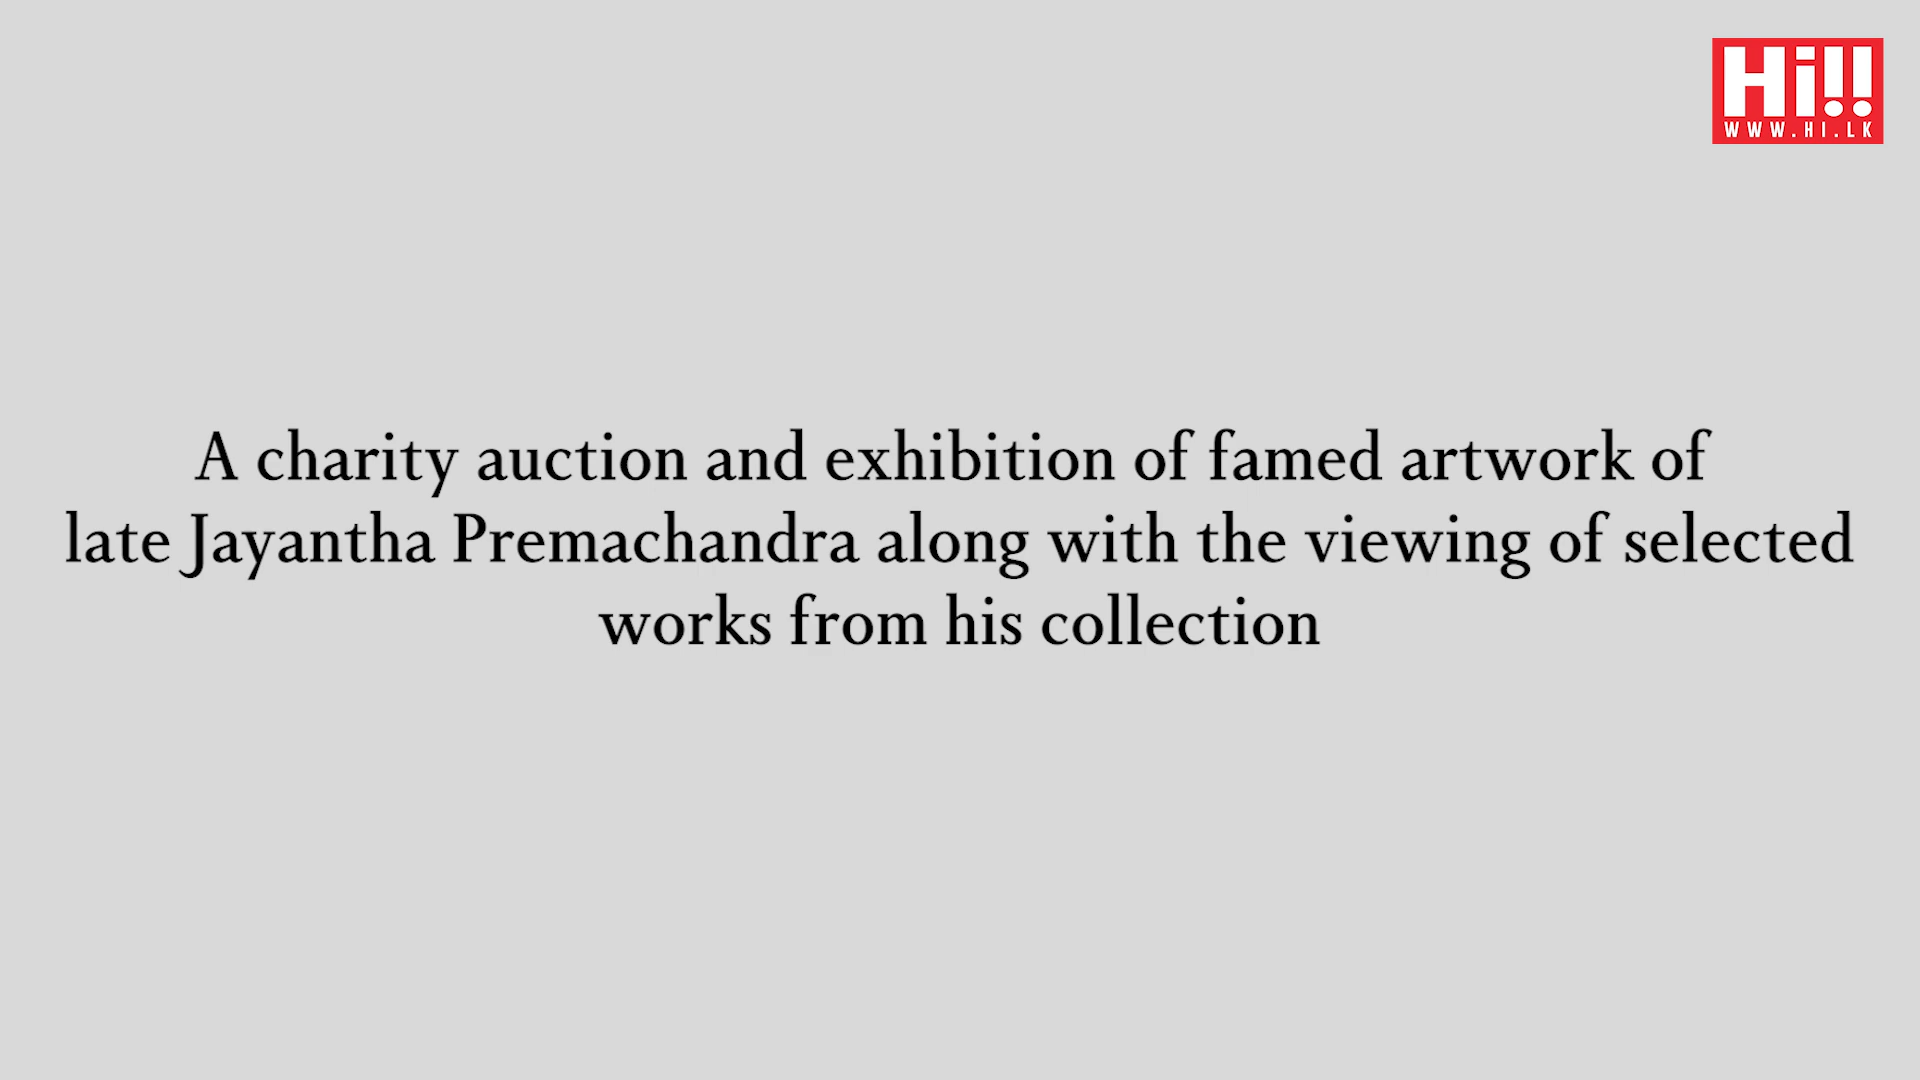 Hi!!
WWW.HI.LK
A charity auction and exhibition of famed artwork of
late Jayantha Premachandra along with the viewing of selected
works from his collection